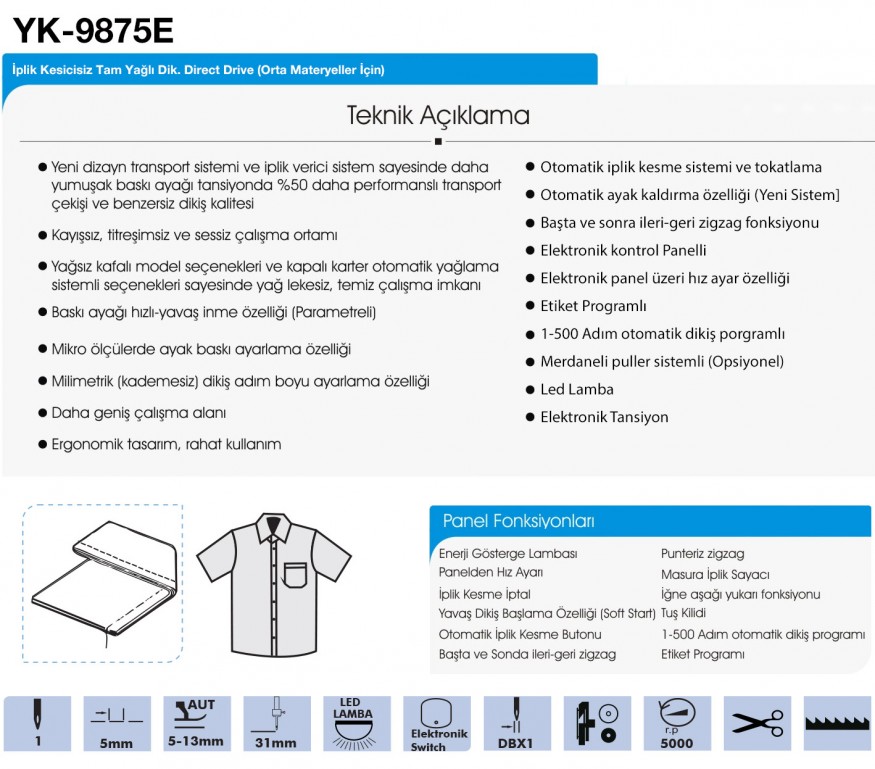 YK-9875E
İplik Kesicisiz Tam Yağlı Dik. Direct Drive (Orta Materyeller İçin)
Teknik Açıklama
● Yeni dizayn transport sistemi ve iplik verici sistem sayesinde daha
yumuşak baskı ayağı tansiyonda %50 daha performanslı transport
çekişi ve benzersiz dikiş kalitesi
● Kayışsız, titreşimsiz ve sessiz çalışma ortamı
● Yağsız kafalı model seçenekleri ve kapalı karter otomatik yağlama
sistemli seçenekleri sayesinde yağ lekesiz, temiz çalışma imkanı
● Baskı ayağı hızlı-yavaş inme özelliği (Parametreli)
● Mikro ölçülerde ayak baskı ayarlama özelliği
● Milimetrik (kademesiz) dikiş adım boyu ayarlama özelliği
● Daha geniş çalışma alanı
● Ergonomik tasarım, rahat kullanım
● Otomatik iplik kesme sistemi ve tokatlama
● Otomatik ayak kaldırma özelliği (Yeni Sistem]
● Başta ve sonra ileri-geri zigzag fonksiyonu
● Elektronik kontrol Panelli
● Elektronik panel üzeri hız ayar özelliği
● Etiket Programlı
● 1-500 Adım otomatik dikiş porgramlı
● Merdaneli puller sistemli (Opsiyonel)
● Led Lamba
● Elektronik Tansiyon
Panel Fonksiyonları
Enerji Gösterge Lambası
Panelden Hız Ayarı
İplik Kesme İptal
Yavaş Dikiş Başlama Özelliği (Soft Start)
Otomatik İplik Kesme Butonu
Başta ve Sonda ileri-geri zigzag
Punteriz zigzag
Masura İplik Sayacı
İğne aşağı yukarı fonksiyonu
Tuş Kilidi
1-500 Adım otomatik dikiş programı
Etiket Programı
1
5mm
AUT
5-13mm
31mm
LED
LAMBA
Elektronik
Switch
DBX1
r.p
5000